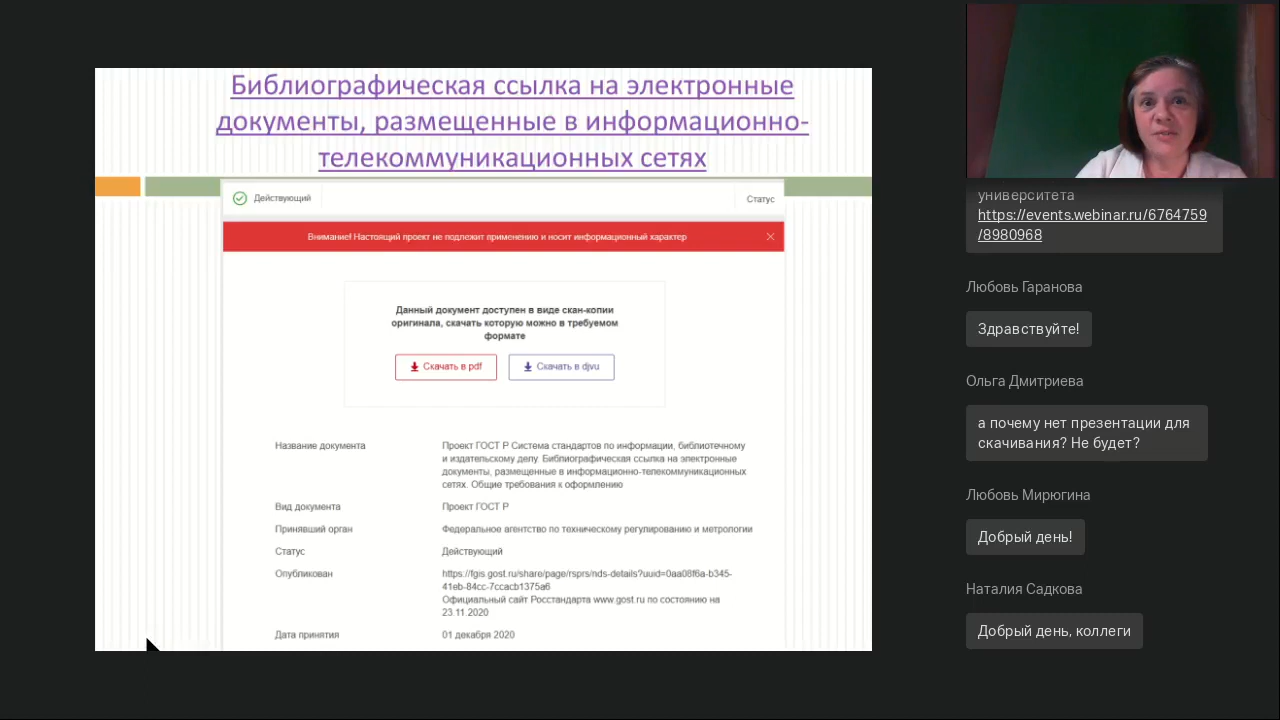 Библиографическая ссылка на электронные
документы, размещенные в информационно-
телекоммуникационных сетях
Действующий
Статус
Внимание! Настоящий проект не подлежит применению и носит информационный характер
Данный документ доступен в виде скан-копии
оригинала, скачать которую можно в требуемом
формате
Скачать в pdf
Скачать в djvu
Название документа
Проект ГОСТ Р Система стандартов по информации, библиотечному
и издательскому делу. Библиографическая ссылка на электронные
документы, размещенные в информационно-телекоммуникационных
сетях. Общие требования к оформлению
Вид документа
Проект ГОСТ Р
Принявший орган
Федеральное агентство по техническому регулированию и метрологии
Статус
Действующий
Опубликован
https://fgis.gost.ru/share/page/rsprs/nds-details?uuid=0aa08f6a-b345-
41eb-84cc-7ccacb1375a6
Официальный сайт Росстандарта www.gost.ru по состоянию на
23.11.2020
Дата принятия
01 декабря 2020
университета
https://events.webinar.ru/6764759
/8980968
Любовь Гаранова
Здравствуйте!
Ольга Дмитриева
а почему нет презентации для
скачивания? Не будет?
Любовь Мирюгина
Добрый день!
Наталия Садкова
Добрый день, коллеги